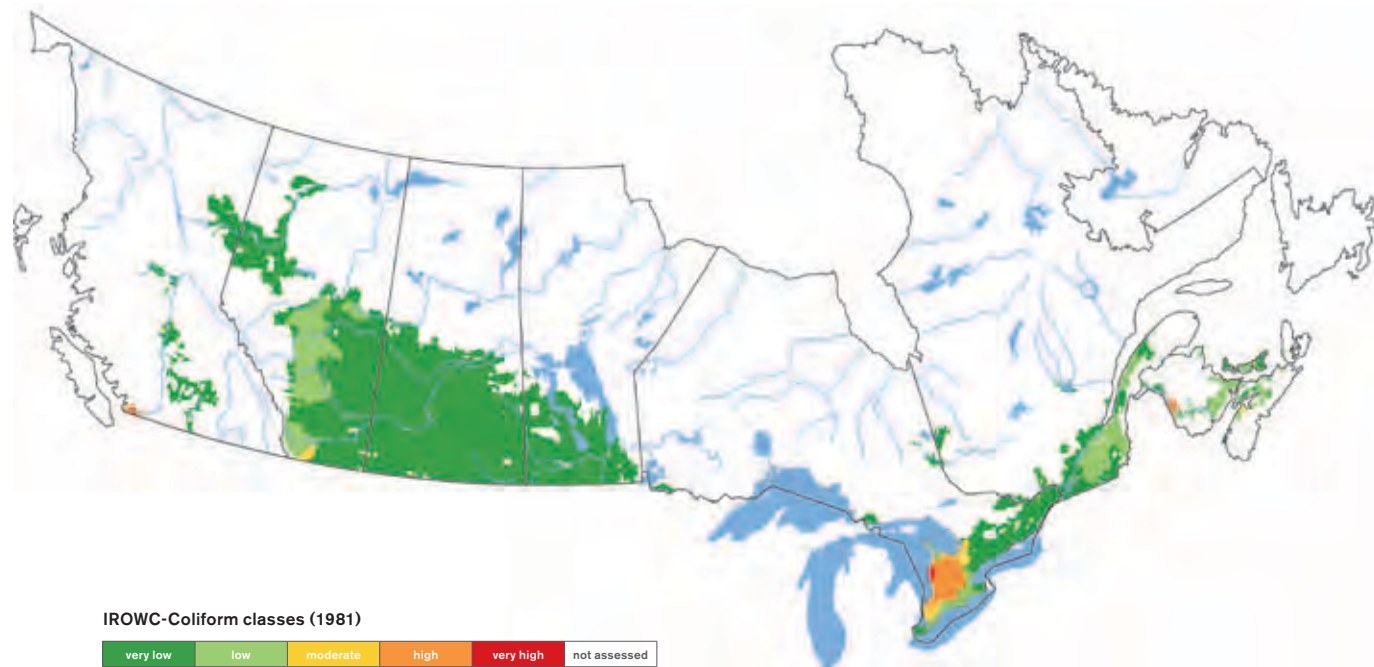 IROWC-Coliform classes (1981)
very low low moderate high very high not assessed